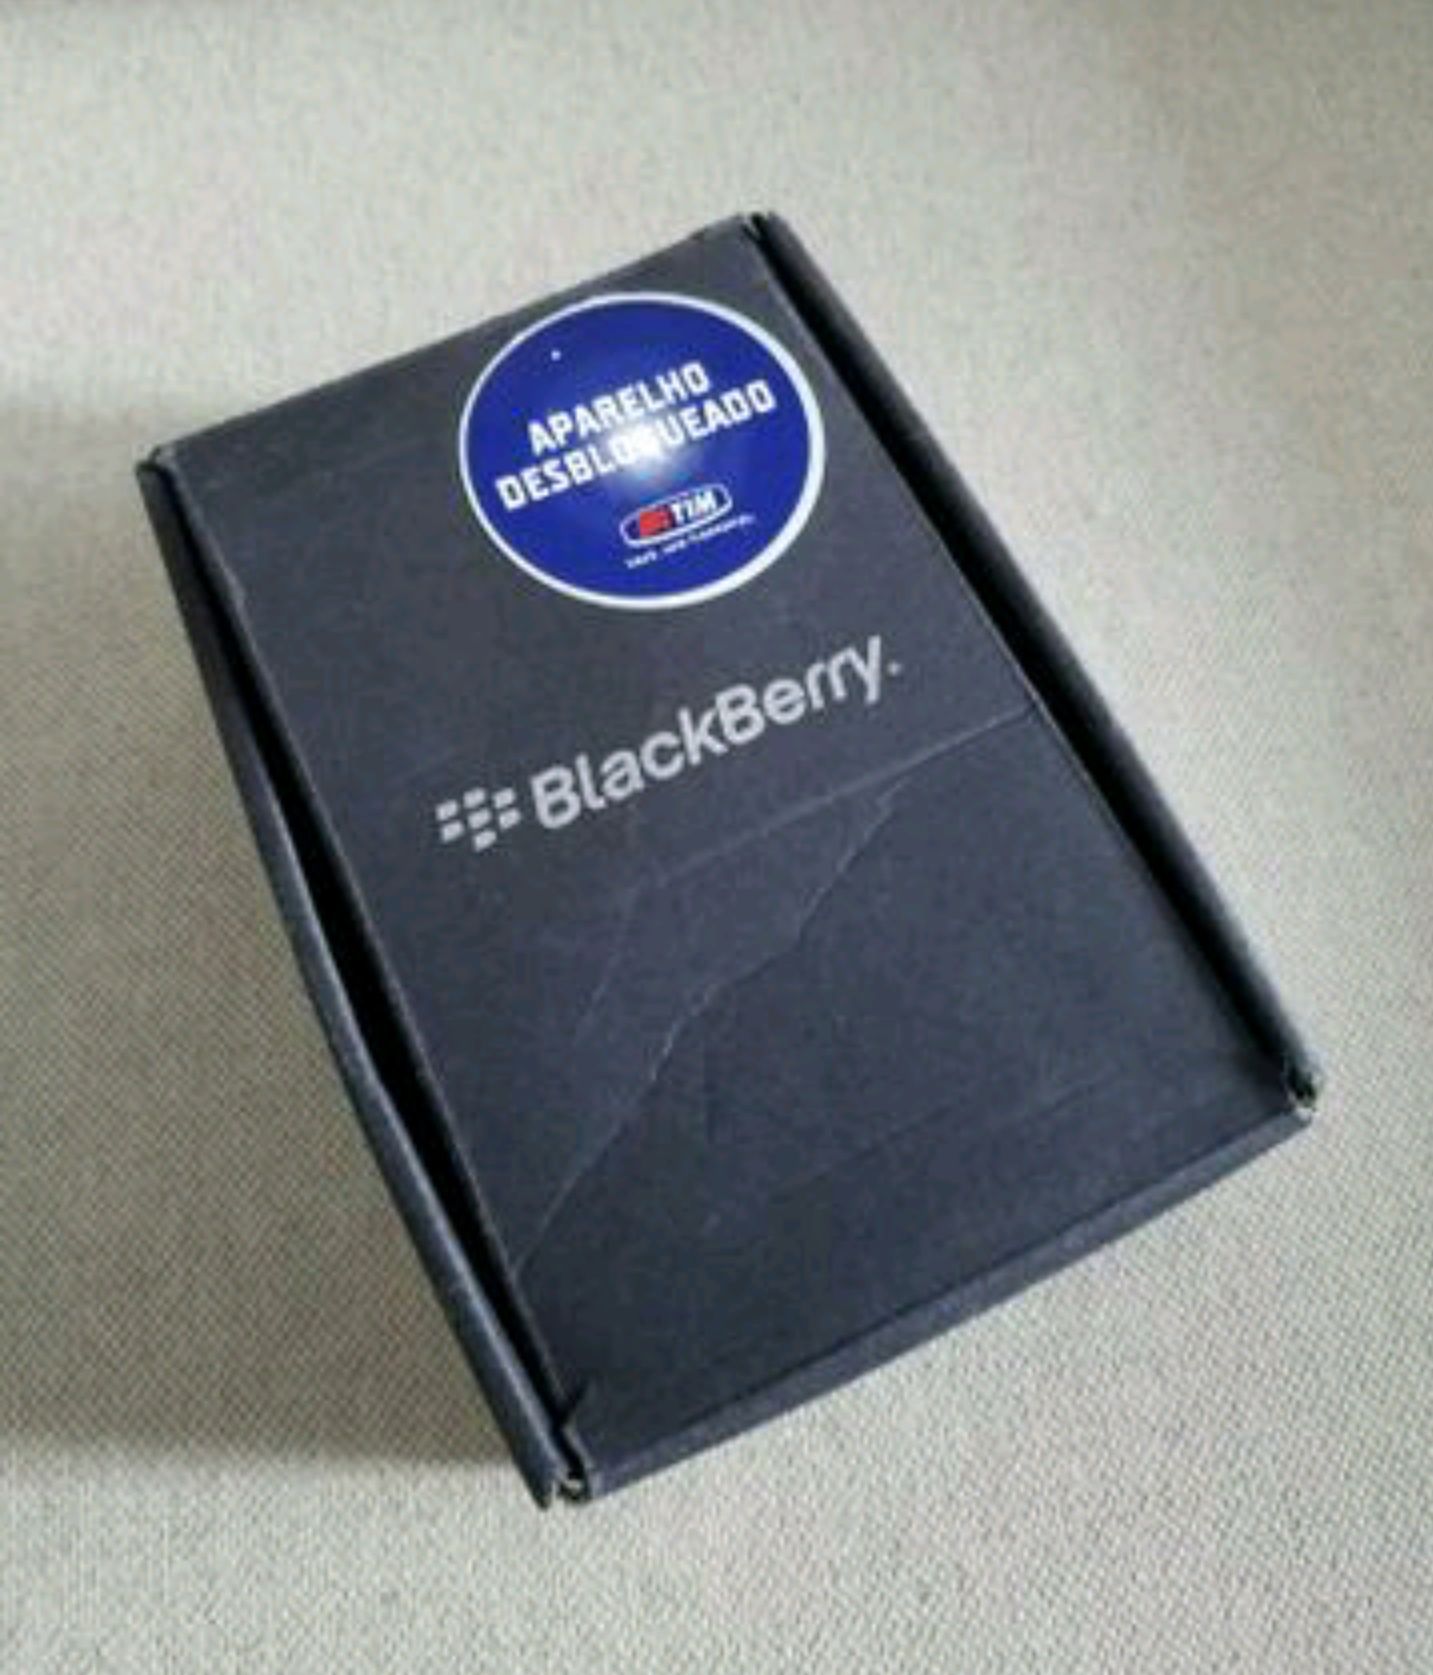 APARELHO
DESBLOQUEADO
TIM
BlackBerry.